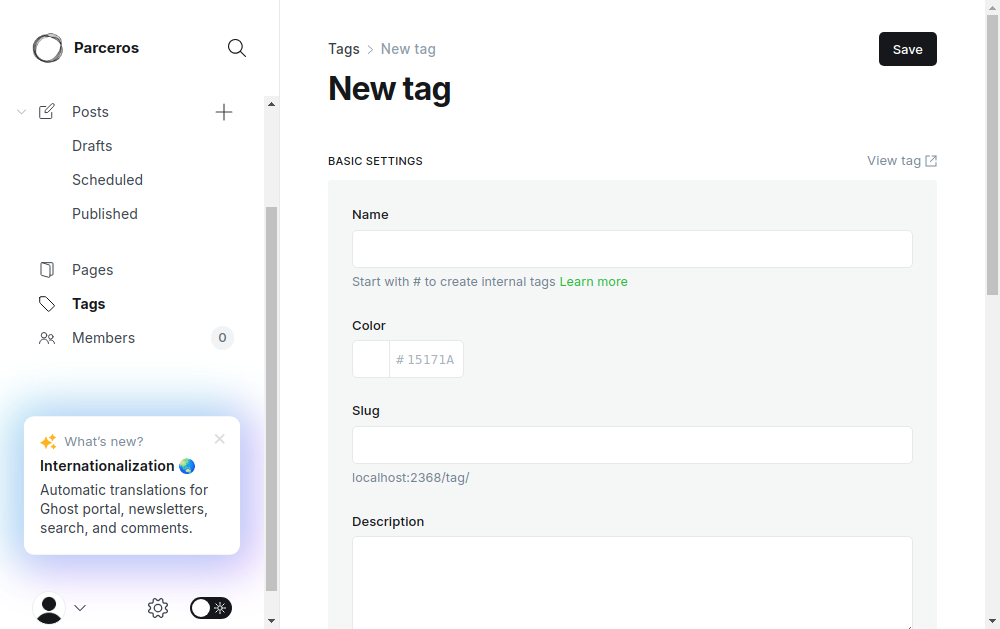 Parceros
Posts
Drafts
Scheduled
Published
Pages
Tags
Members
0
What's new?
Internationalization 🌏
Automatic translations for
Ghost portal, newsletters,
search, and comments.
Tags > New tag
Save
New tag
BASIC SETTINGS
View tag
Name
Start with # to create internal tags Learn more
Color
# 15171A
Slug
localhost:2368/tag/
Description